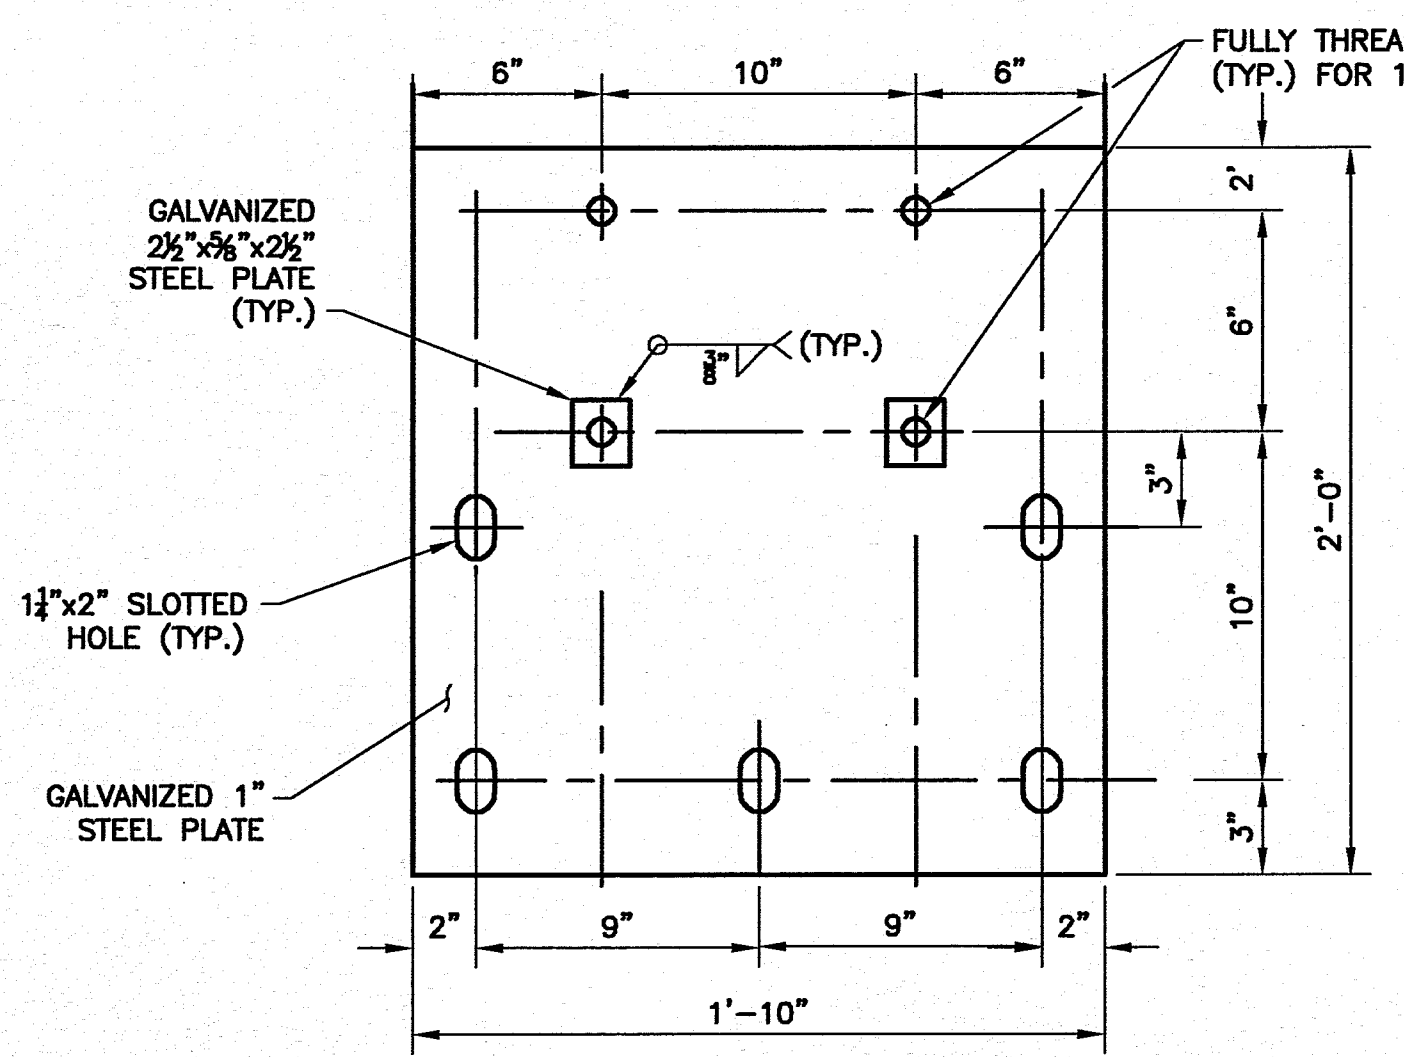 6" 10" 6"
FULLY THREA
(TYP.) FOR 1
2'
GALVANIZED
2½"x⅝"x2½"
STEEL PLATE
(TYP.)
6"
⅜" (TYP.)
3"
2'-0"
1¼"x2" SLOTTED
HOLE (TYP.)
10"
GALVANIZED 1"
STEEL PLATE
3"
2" 9" 9" 2"
1'-10"